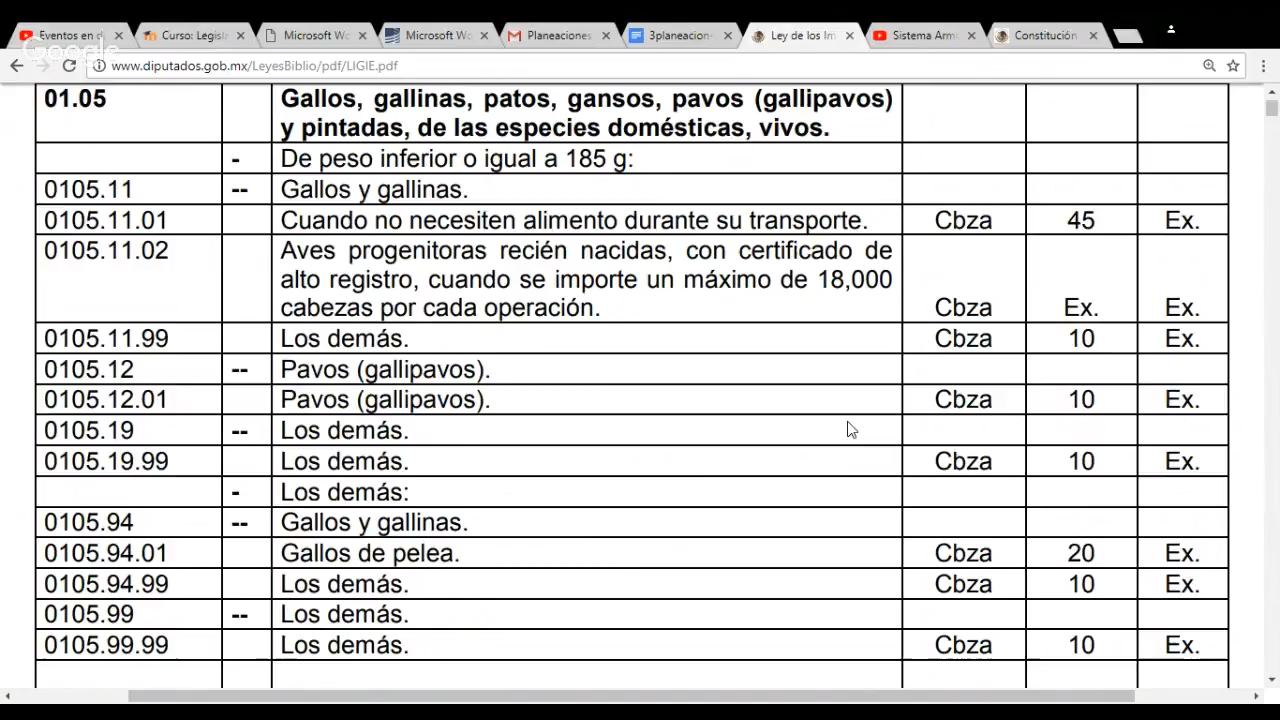 Eventos en d
Curso: Legisl
Microsoft Wo
Microsoft Wo
Planeaciones
3planeacion-
Ley de los Im
Sistema Armo
Constitución
Google
www.diputados.gob.mx/LeyesBiblio/pdf/LIGIE.pdf
01.05 Gallos, gallinas, patos, gansos, pavos (gallipavos)
y pintadas, de las especies domésticas, vivos.
- De peso inferior o igual a 185 g:
0105.11 -- Gallos y gallinas.
0105.11.01 Cuando no necesiten alimento durante su transporte. Cbza 45 Ex.
0105.11.02 Aves progenitoras recién nacidas, con certificado de
alto registro, cuando se importe un máximo de 18,000
cabezas por cada operación. Cbza Ex. Ex.
0105.11.99 Los demás. Cbza 10 Ex.
0105.12 -- Pavos (gallipavos).
0105.12.01 Pavos (gallipavos). Cbza 10 Ex.
0105.19 -- Los demás.
0105.19.99 Los demás. Cbza 10 Ex.
- Los demás:
0105.94 -- Gallos y gallinas.
0105.94.01 Gallos de pelea. Cbza 20 Ex.
0105.94.99 Los demás. Cbza 10 Ex.
0105.99 -- Los demás.
0105.99.99 Los demás. Cbza 10 Ex.